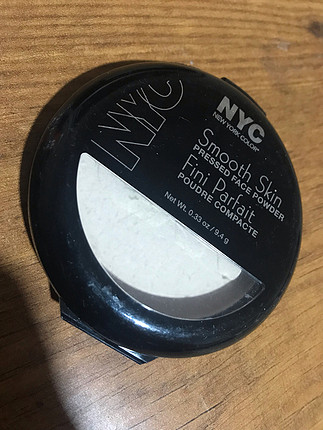 NYC
NYC
NEW YORK COLOR®
Smooth Skin
PRESSED FACE POWDER
Fini Parfait
POUDRE COMPACTE
Net Wt. 0.33 oz / 9.4 g